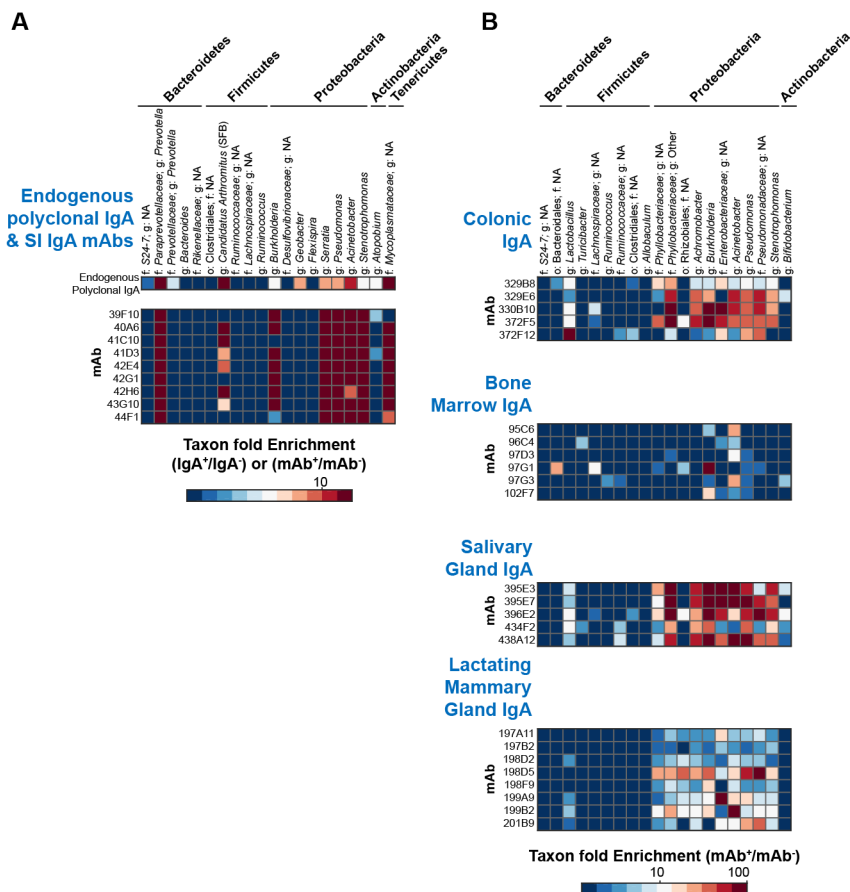 A
Bacteroidetes
Firmicutes
Proteobacteria
Actinobacteria
Tenericutes
f. S24-7; g: NA
f. Paraprevotellaceae; g: Prevotella
f. Prevotellaceae; g: Prevotella
g: Bacteroides
f. Rikenellaceae; g: NA
o: Clostridiales; f: NA
g: Candidatus Arthromitus (SFB)
f. Ruminococcaceae; g: NA
f. Lachnospiraceae; g: NA
g: Ruminococcus
g: Burkholderia
f. Desulfovibrionaceae; g: NA
g: Geobacter
g: Flexispira
g: Serratia
g: Pseudomonas
g: Acinetobacter
g: Stenotrophomonas
g: Atopobium
f. Mycoplasmataceae; g: NA
Endogenous
polyclonal IgA
& SI IgA mAbs
Endogenous
Polyclonal IgA
mAb
39F10
40A6
41C10
41D3
42E4
42G1
42H6
43G10
44F1
Taxon fold Enrichment
(IgA+/IgA-) or (mAb+/mAb-)
10
B
Bacteroidetes
Firmicutes
Proteobacteria
Actinobacteria
f. S24-7; g: NA
o: Bacteroidales; f: NA
g: Lactobacillus
g: Turicibacter
f. Lachnospiraceae; g: NA
g: Ruminococcus
f. Ruminococcaceae; g: NA
o: Clostridiales; f: NA
g: Allobaculum
f. Phyllobacteriaceae; g: NA
f. Phyllobacteriaceae; g: Other
o: Rhizobiales; f: NA
g: Achromobacter
g: Burkholderia
f. Enterobacteriaceae; g: NA
g: Acinetobacter
g: Pseudomonas
f. Pseudomonadaceae; g: NA
g: Stenotrophomonas
g: Bifidobacterium
Colonic
IgA
mAb
329B8
329E6
330B10
372F5
372F12
Bone
Marrow IgA
mAb
95C6
96C4
97D3
97G1
97G3
102F7
Salivary
Gland IgA
mAb
395E3
395E7
396E2
434F2
438A12
Lactating
Mammary
Gland IgA
mAb
197A11
197B2
198D2
198D5
198F9
199A9
199B2
201B9
Taxon fold Enrichment (mAb+/mAb-)
10
100